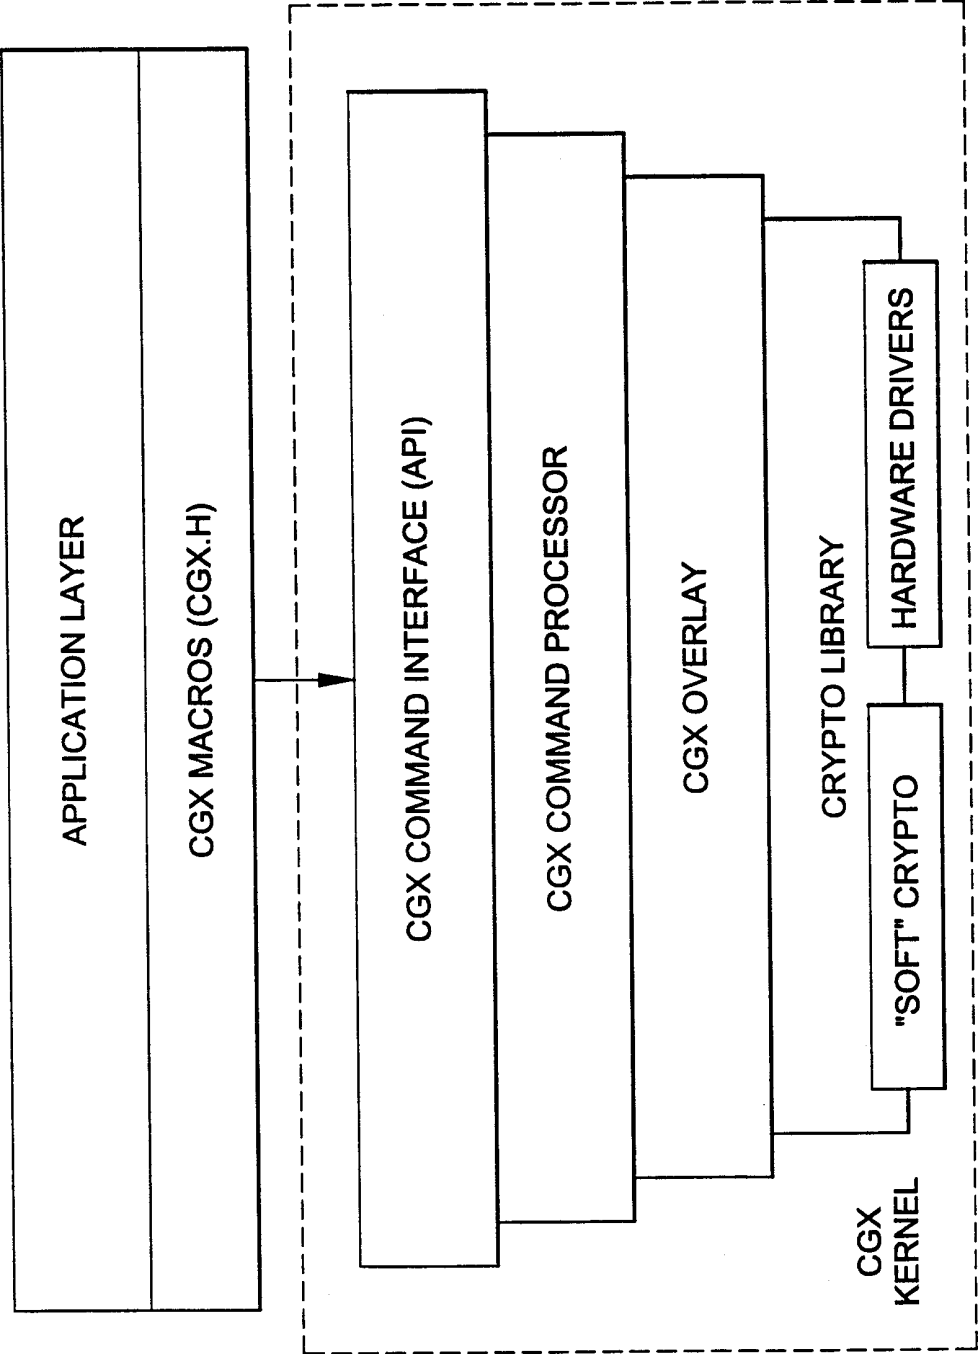 APPLICATION LAYER
CGX MACROS (CGX.H)
CGX COMMAND INTERFACE (API)
CGX COMMAND PROCESSOR
CGX OVERLAY
CRYPTO LIBRARY
"SOFT" CRYPTO
HARDWARE DRIVERS
CGX
KERNEL